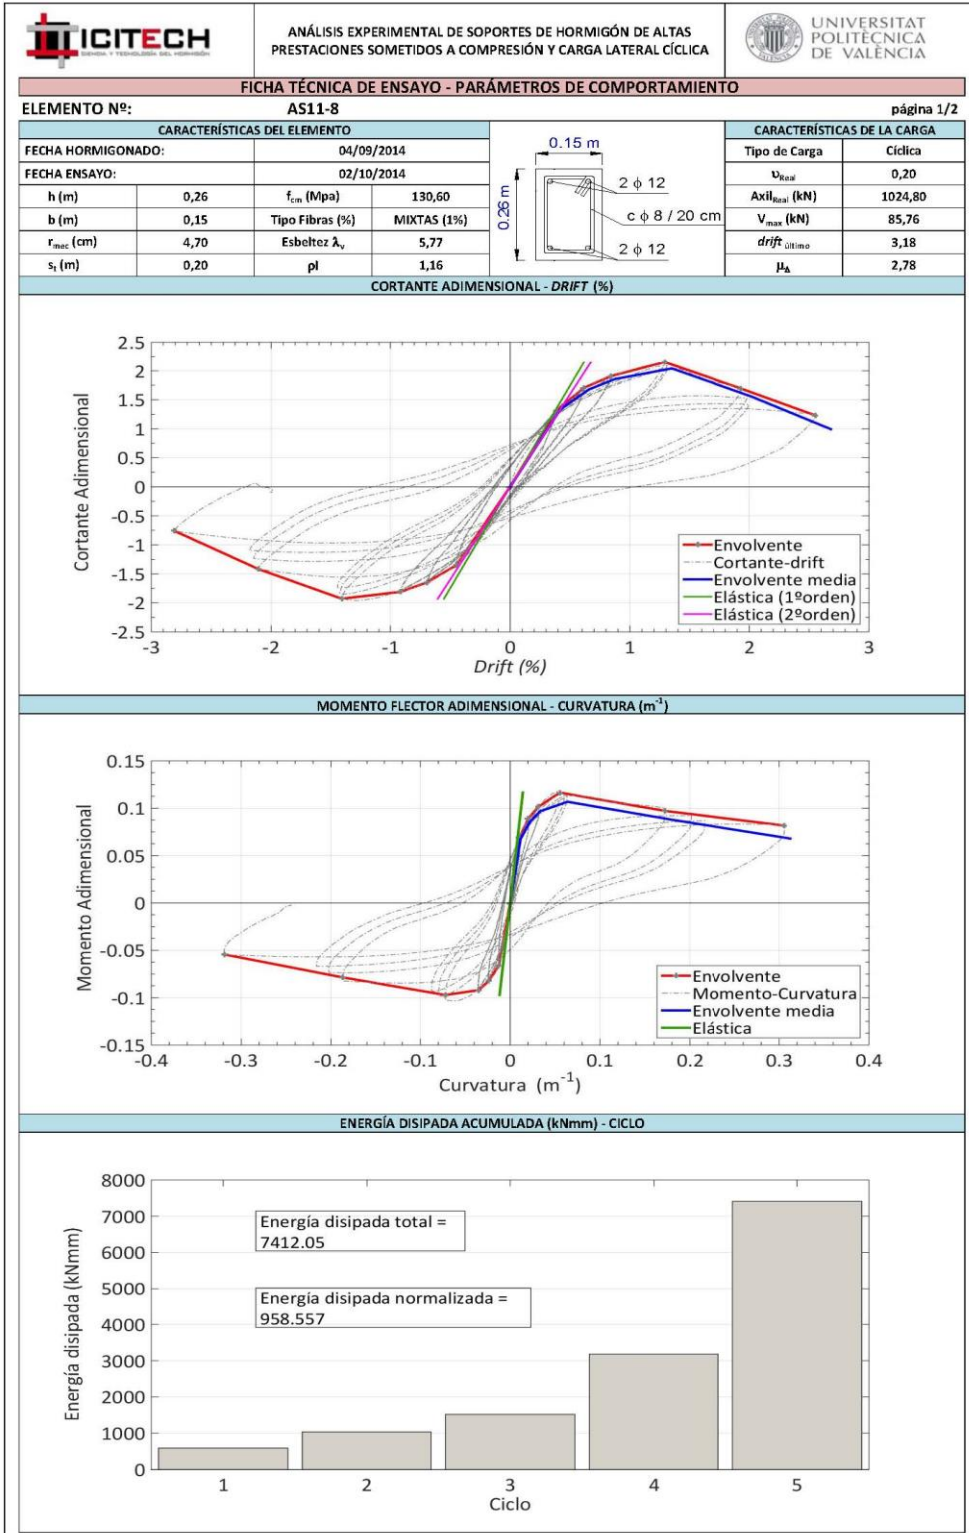 ICITECH
CIENCIA Y TECNOLOGÍA DEL HORMIGÓN
ANÁLISIS EXPERIMENTAL DE SOPORTES DE HORMIGÓN DE ALTAS
PRESTACIONES SOMETIDOS A COMPRESIÓN Y CARGA LATERAL CÍCLICA
UNIVERSITAT
POLITÈCNICA
DE VALÈNCIA
FICHA TÉCNICA DE ENSAYO - PARÁMETROS DE COMPORTAMIENTO
ELEMENTO Nº: AS11-8 página 1/2
CARACTERÍSTICAS DEL ELEMENTO
FECHA HORMIGONADO: 04/09/2014
FECHA ENSAYO: 02/10/2014
h (m) 0,26 fcm (Mpa) 130,60
b (m) 0,15 Tipo Fibras (%) MIXTAS (1%)
rmec (cm) 4,70 Esbeltez λv 5,77
st (m) 0,20 ρl 1,16
0.15 m
0.26 m
2 ϕ 12
c ϕ 8 / 20 cm
2 ϕ 12
CARACTERÍSTICAS DE LA CARGA
Tipo de Carga Cíclica
υReal 0,20
AxilReal (kN) 1024,80
Vmax (kN) 85,76
drift último 3,18
μΔ 2,78
CORTANTE ADIMENSIONAL - DRIFT (%)
Cortante Adimensional
2.5
2
1.5
1
0.5
0
-0.5
-1
-1.5
-2
-2.5
-3 -2 -1 0 1 2 3
Drift (%)
Envolvente
Cortante-drift
Envolvente media
Elástica (1ºorden)
Elástica (2ºorden)
MOMENTO FLECTOR ADIMENSIONAL - CURVATURA (m-1)
Momento Adimensional
0.15
0.1
0.05
0
-0.05
-0.1
-0.15
-0.4 -0.3 -0.2 -0.1 0 0.1 0.2 0.3 0.4
Curvatura (m-1)
Envolvente
Momento-Curvatura
Envolvente media
Elástica
ENERGÍA DISIPADA ACUMULADA (kNmm) - CICLO
Energía disipada (kNmm)
8000
7000
6000
5000
4000
3000
2000
1000
0
Energía disipada total =
7412.05
Energía disipada normalizada =
958.557
1 2 3 4 5
Ciclo